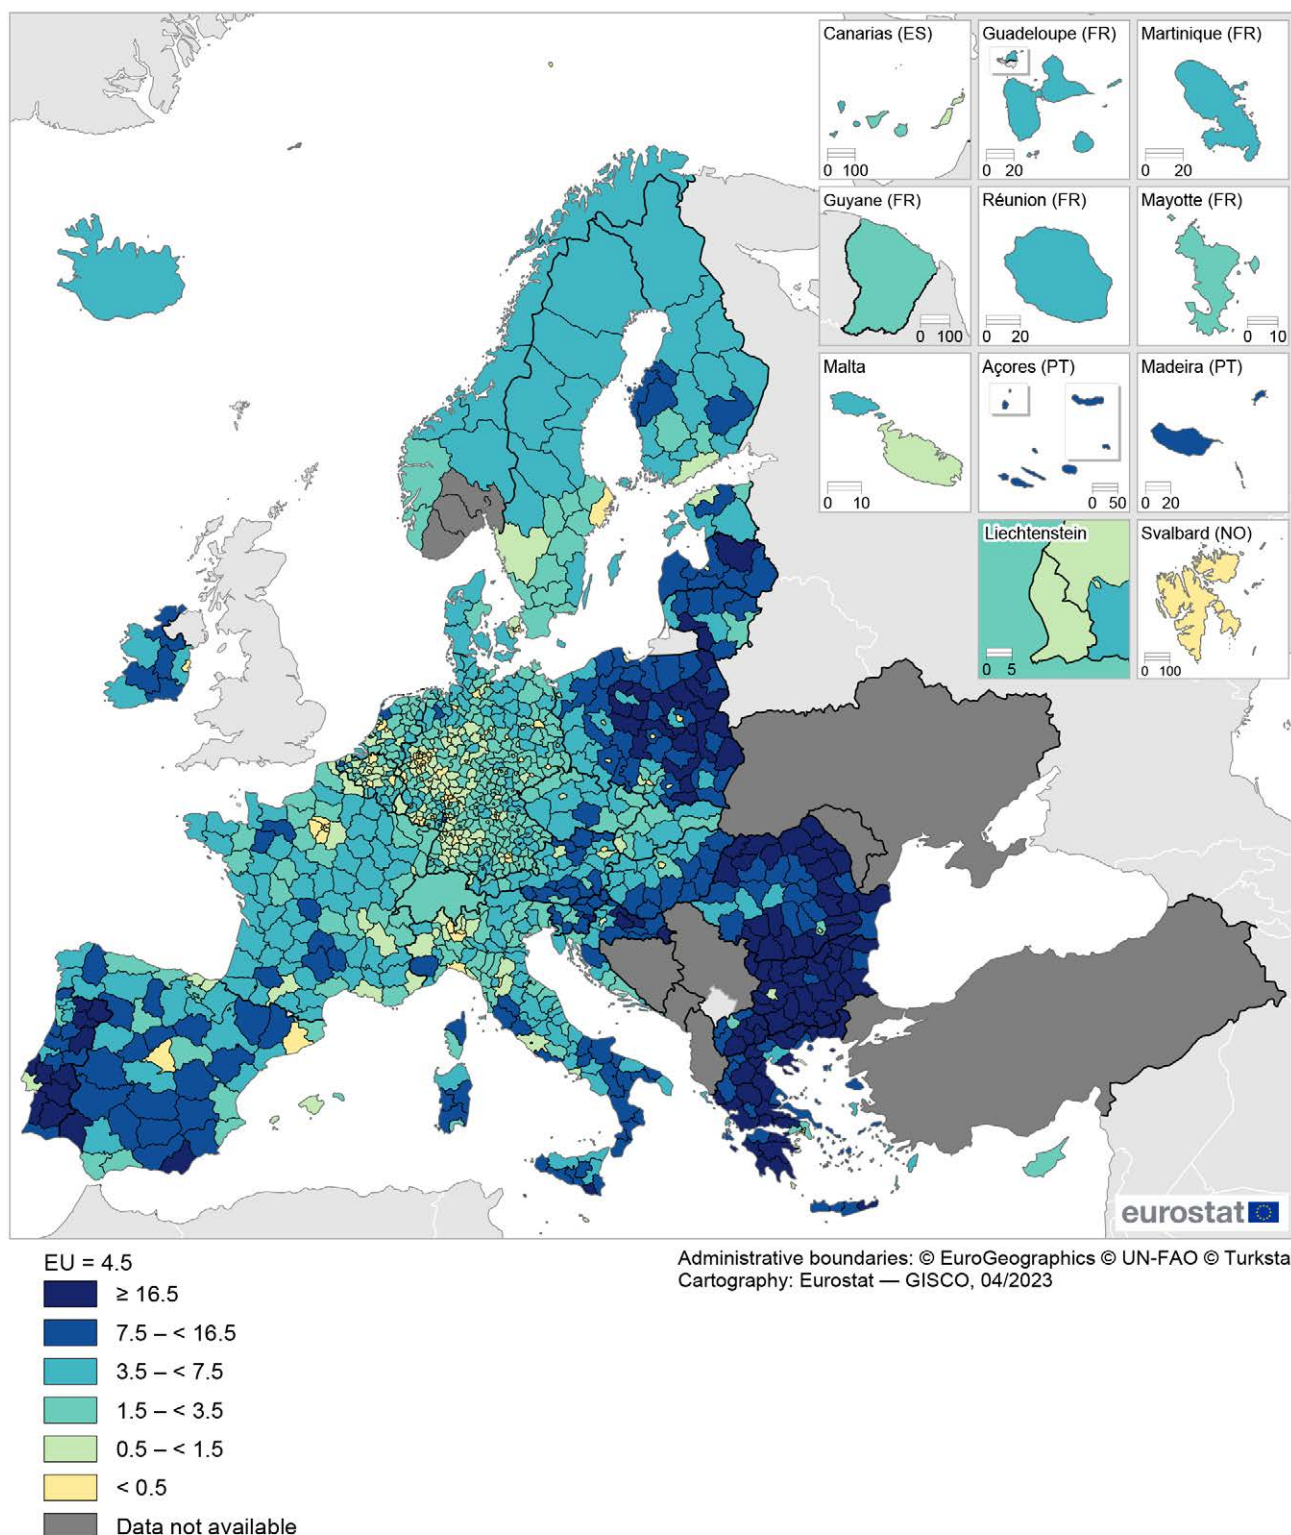 Canarias (ES)
0 100
Guadeloupe (FR)
0 20
Martinique (FR)
0 20
Guyane (FR)
0 100
Réunion (FR)
0 20
Mayotte (FR)
0 10
Malta
0 10
Açores (PT)
0 50
Madeira (PT)
0 20
Liechtenstein
0 5
Svalbard (NO)
0 100
eurostat
EU = 4.5
≥ 16.5
7.5 – < 16.5
3.5 – < 7.5
1.5 – < 3.5
0.5 – < 1.5
< 0.5
Data not available
Administrative boundaries: © EuroGeographics © UN-FAO © Turksta
Cartography: Eurostat — GISCO, 04/2023